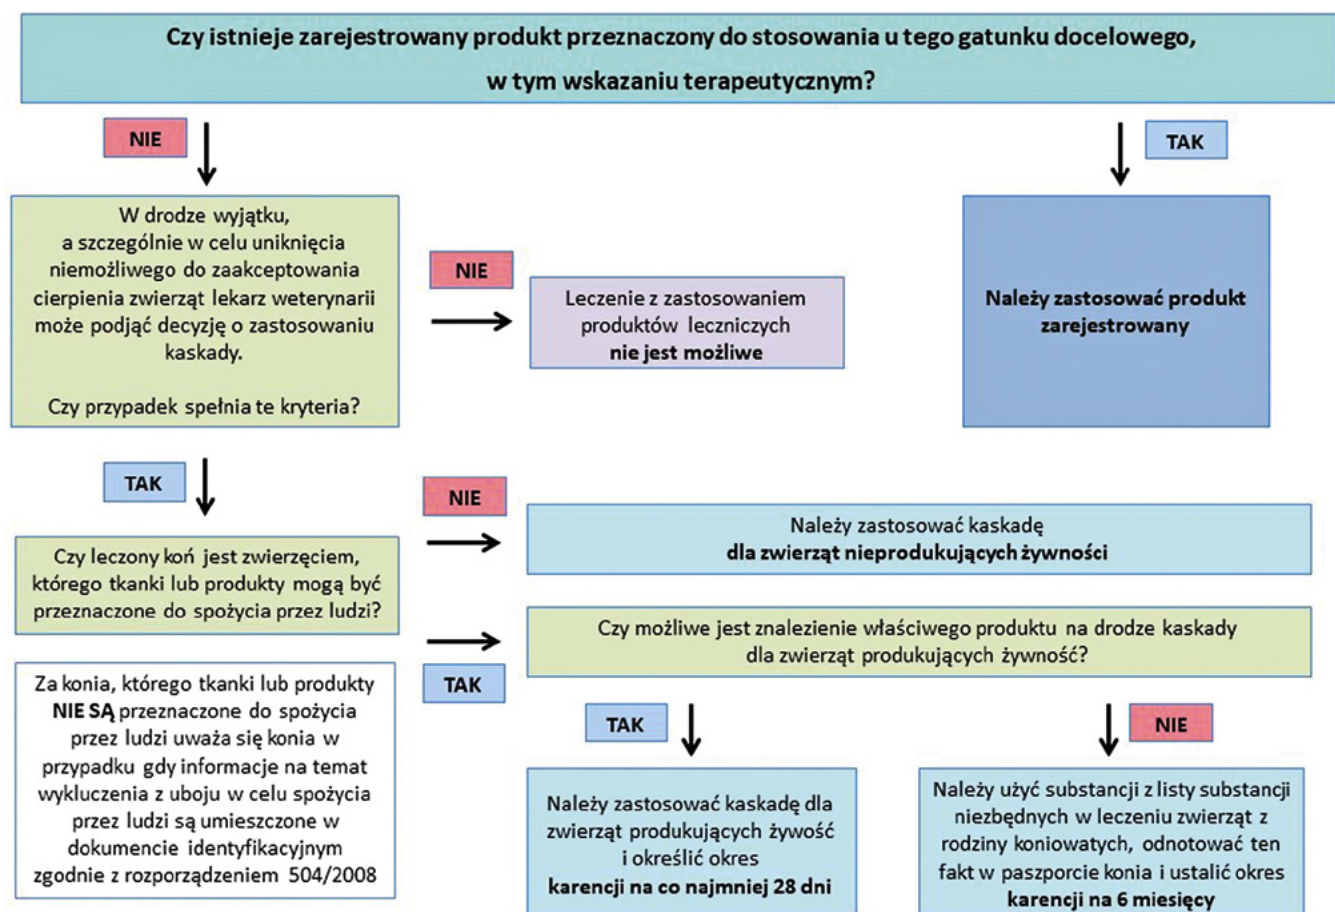 Czy istnieje zarejestrowany produkt przeznaczony do stosowania u tego gatunku docelowego,
w tym wskazaniu terapeutycznym?
NIE
TAK
W drodze wyjątku,
a szczególnie w celu uniknięcia
niemożliwego do zaakceptowania
cierpienia zwierząt lekarz weterynarii
może podjąć decyzję o zastosowaniu
kaskady.
Czy przypadek spełnia te kryteria?
NIE
Leczenie z zastosowaniem
produktów leczniczych
nie jest możliwe
Należy zastosować produkt
zarejestrowany
TAK
Czy leczony koń jest zwierzęciem,
którego tkanki lub produkty mogą być
przeznaczone do spożycia przez ludzi?
NIE
Należy zastosować kaskadę
dla zwierząt nieprodukujących żywności
TAK
Czy możliwe jest znalezienie właściwego produktu na drodze kaskady
dla zwierząt produkujących żywność?
Za konia, którego tkanki lub produkty
NIE SĄ przeznaczone do spożycia
przez ludzi uważa się konia w
przypadku gdy informacje na temat
wykluczenia z uboju w celu spożycia
przez ludzi są umieszczone w
dokumencie identyfikacyjnym
zgodnie z rozporządzeniem 504/2008
TAK
Należy zastosować kaskadę dla
zwierząt produkujących żywość
i określić okres
karencji na co najmniej 28 dni
NIE
Należy użyć substancji z listy substancji
niezbędnych w leczeniu zwierząt z
rodziny koniowatych, odnotować ten
fakt w paszporcie konia i ustalić okres
karencji na 6 miesięcy